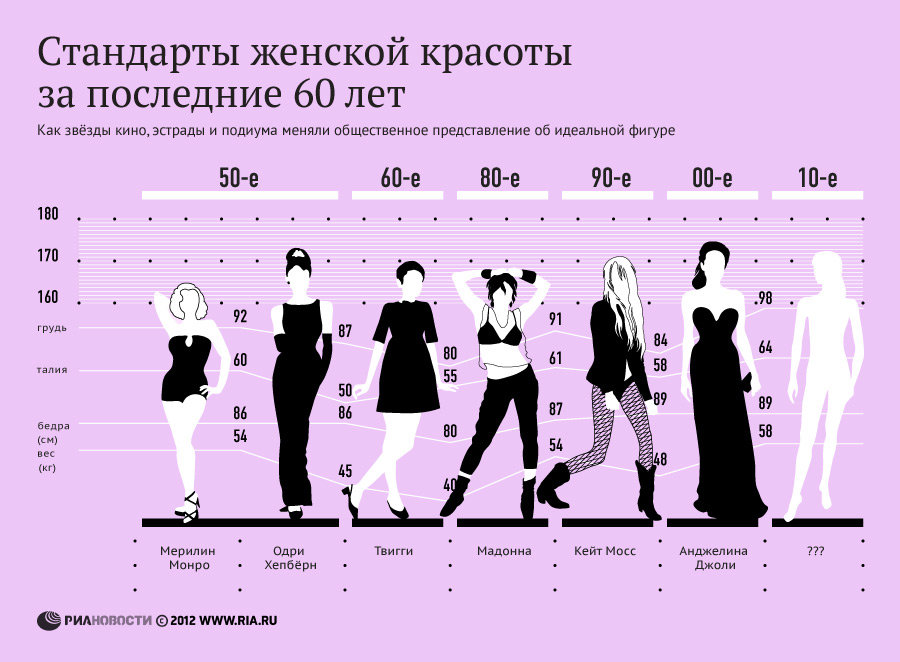 Стандарты женской красоты
за последние 60 лет
Как звёзды кино, эстрады и подиума меняли общественное представление об идеальной фигуре
50-е 60-е 80-е 90-е 00-е 10-е
180
170
160
грудь 92 87 80 91 84 98
талия 60 50 55 61 58 64
бедра
(см) 86 86 80 87 89 89
вес
(кг) 54 45 40 54 48 58
Мерилин
Монро
Одри
Хепбёрн
Твигги
Мадонна
Кейт Мосс
Анджелина
Джоли
???
РИАНОВОСТИ © 2012 WWW.RIA.RU